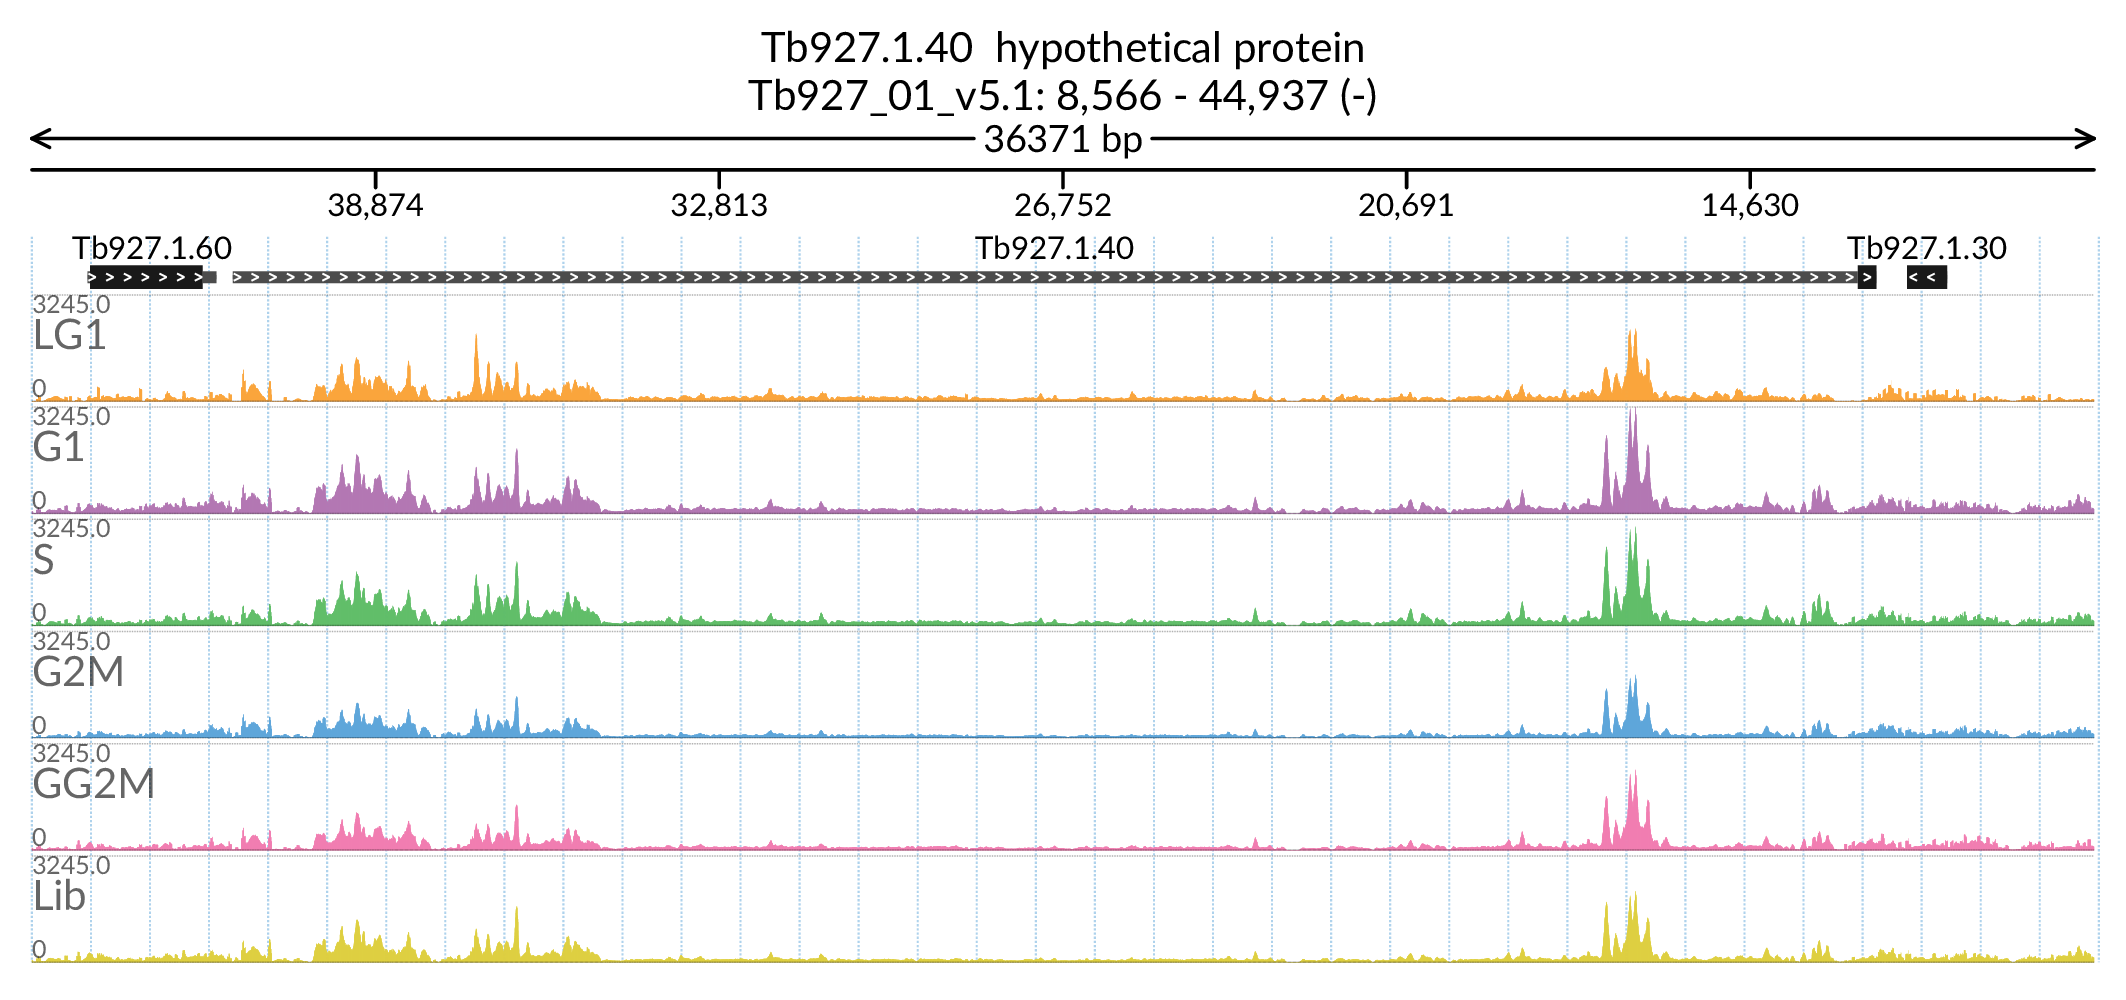 Tb927.1.40  hypothetical protein
Tb927_01_v5.1: 8,566 - 44,937 (-)
36371 bp
38,874 32,813 26,752 20,691 14,630
Tb927.1.60 Tb927.1.40 Tb927.1.30
3245.0
LG1
0
3245.0
G1
0
3245.0
S
0
3245.0
G2M
0
3245.0
GG2M
0
3245.0
Lib
0